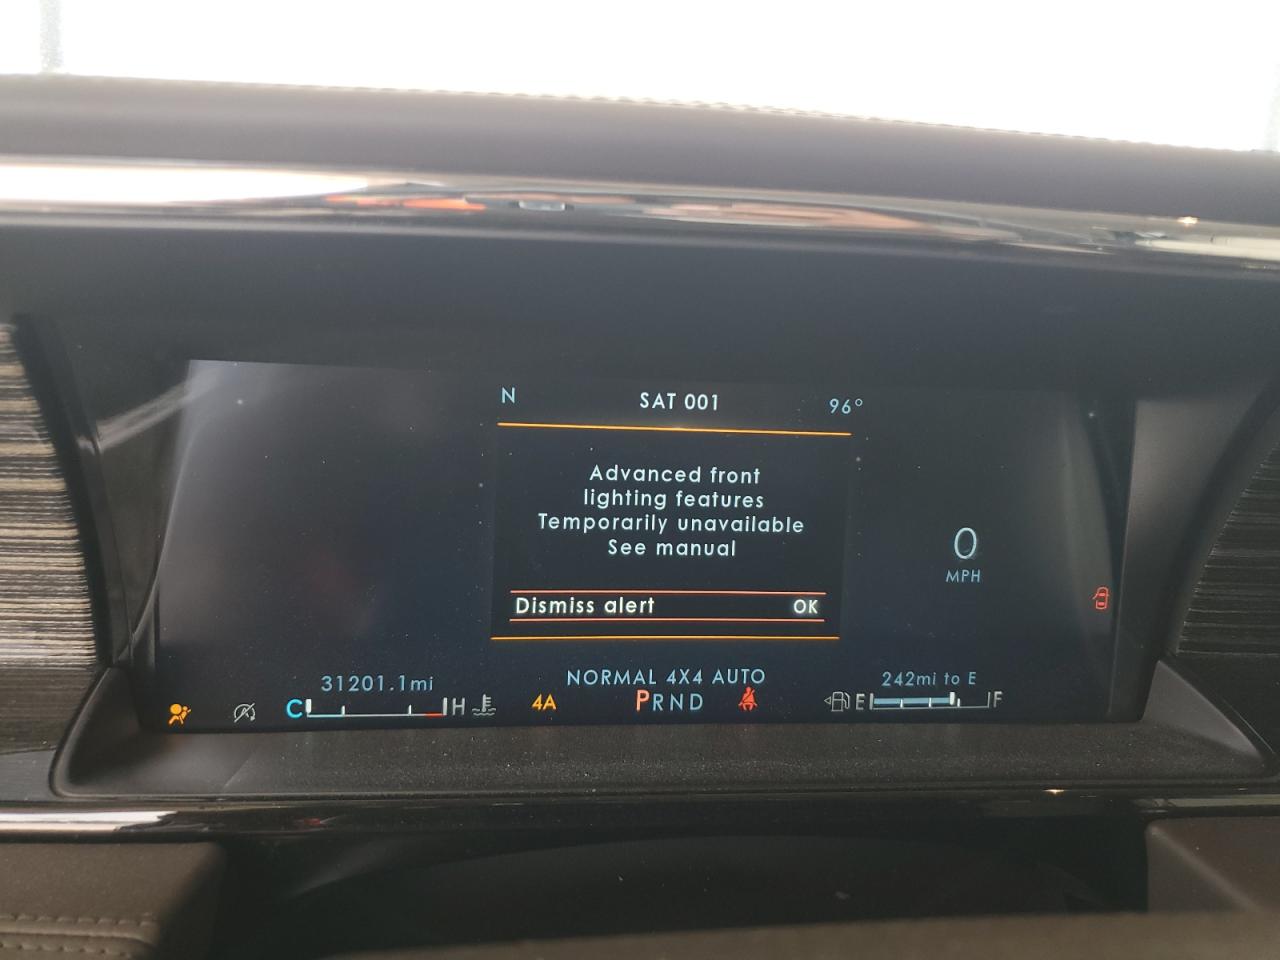 N SAT 001 96°
Advanced front
lighting features
Temporarily unavailable
See manual
0
MPH
Dismiss alert OK
NORMAL 4X4 AUTO
31201.1mi 242mi to E
C H 4A PRND E F